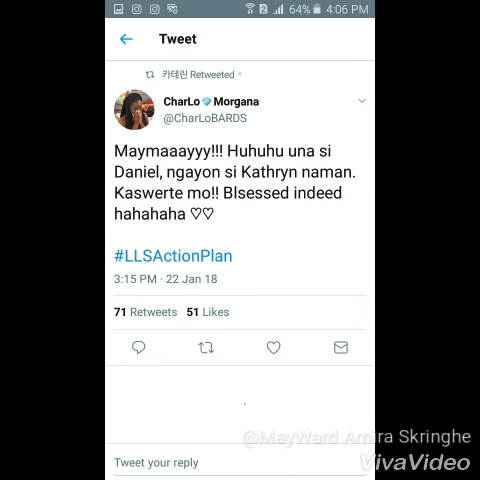 64% 4:06 PM
Tweet
카테린 Retweeted
CharLo💎Morgana
@CharLoBARDS
Maymaaayyy!!! Huhuhu una si
Daniel, ngayon si Kathryn naman.
Kaswerte mo!! Blsessed indeed
hahahaha ♡♡
#LLSActionPlan
3:15 PM · 22 Jan 18
71 Retweets 51 Likes
@MayWard Amira Skringhe
Tweet your reply
VivaVideo